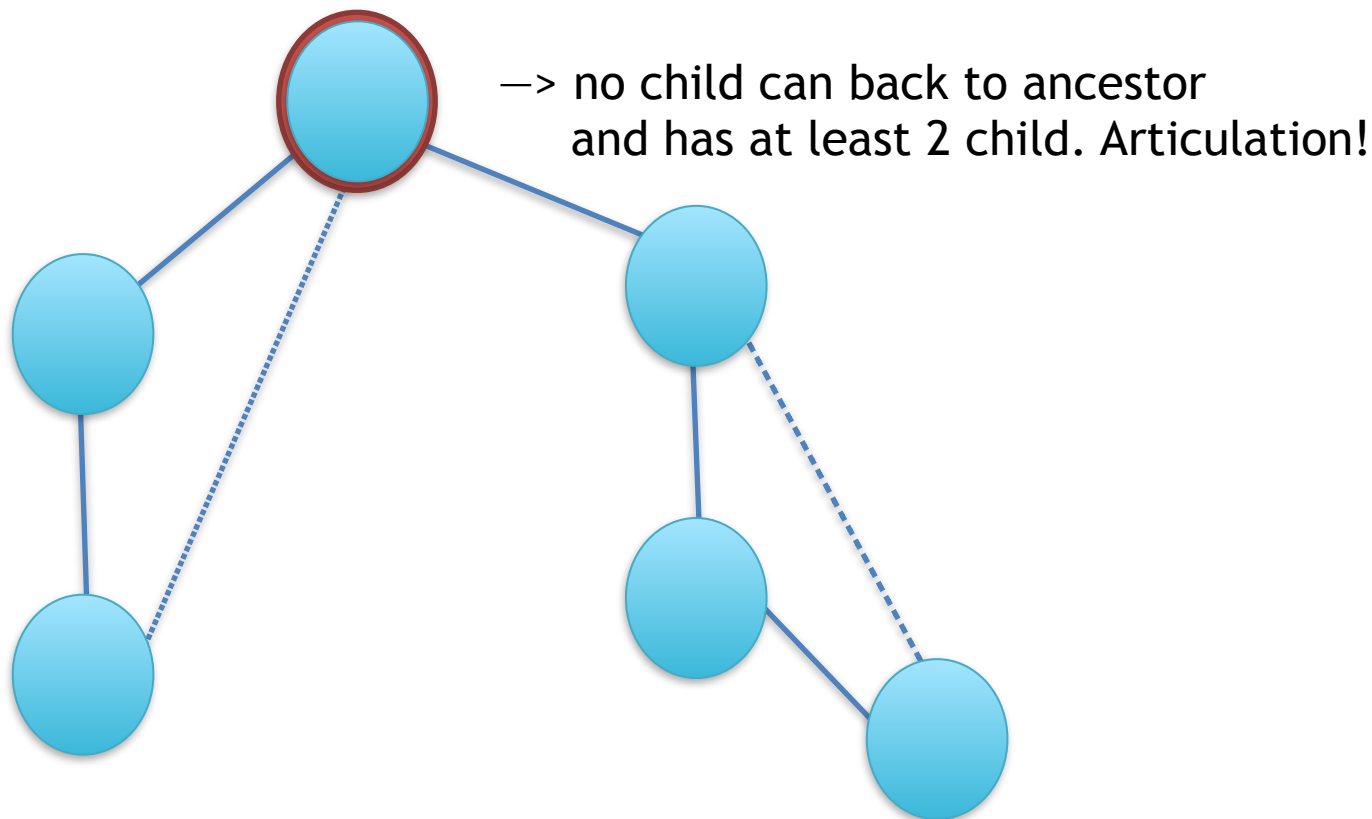 —> no child can back to ancestor
and has at least 2 child. Articulation!